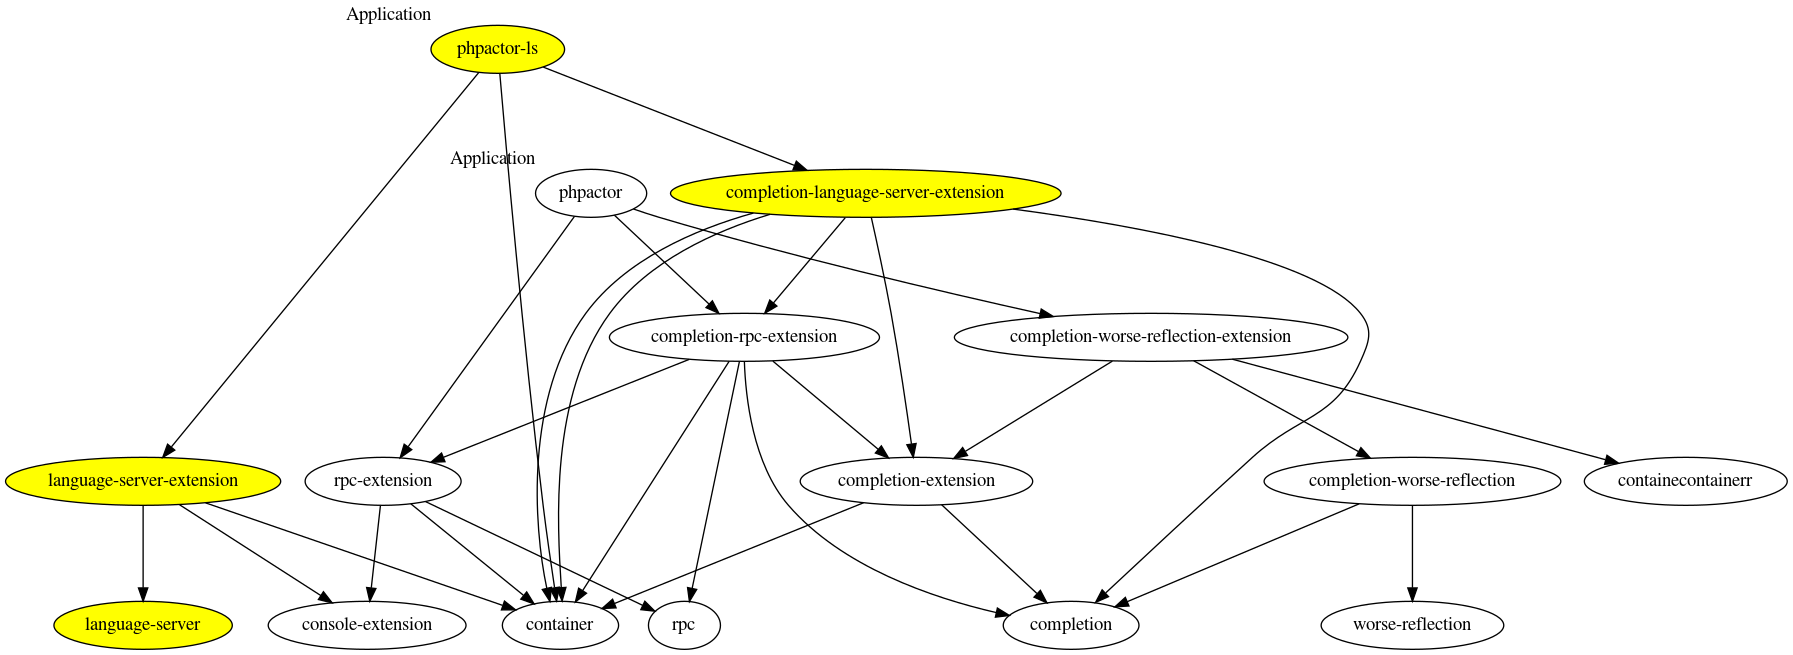 Application
phpactor-ls
Application
phpactor
completion-language-server-extension
completion-rpc-extension
completion-worse-reflection-extension
language-server-extension
rpc-extension
completion-extension
completion-worse-reflection
containecontainerr
language-server
console-extension
container
rpc
completion
worse-reflection